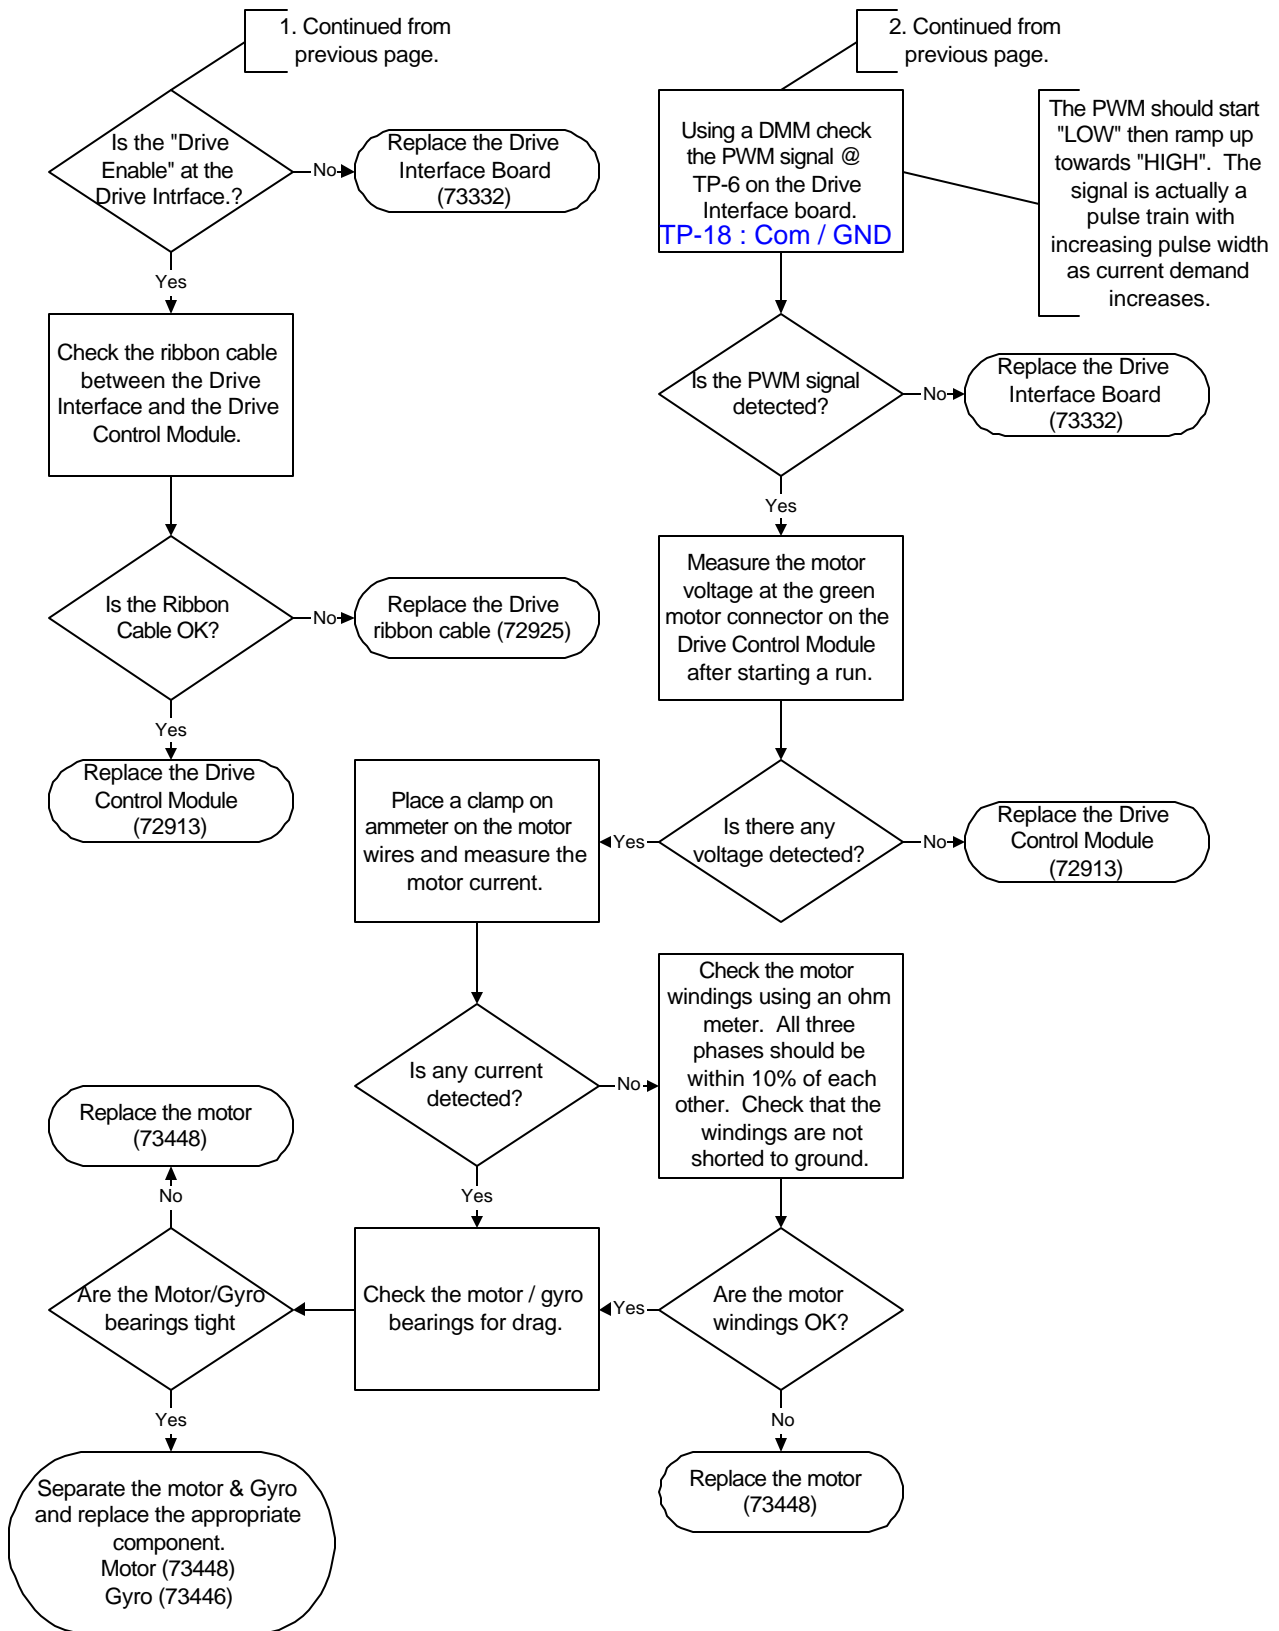 1. Continued from
previous page.
Is the "Drive
Enable" at the
Drive Intrface.?
No
Replace the Drive
Interface Board
(73332)
Yes
Check the ribbon cable
between the Drive
Interface and the Drive
Control Module.
Is the Ribbon
Cable OK?
No
Replace the Drive
ribbon cable (72925)
Yes
Replace the Drive
Control Module
(72913)
2. Continued from
previous page.
Using a DMM check
the PWM signal @
TP-6 on the Drive
Interface board.
TP-18 : Com / GND
The PWM should start
"LOW" then ramp up
towards "HIGH". The
signal is actually a
pulse train with
increasing pulse width
as current demand
increases.
Is the PWM signal
detected?
No
Replace the Drive
Interface Board
(73332)
Yes
Measure the motor
voltage at the green
motor connector on the
Drive Control Module
after starting a run.
Is there any
voltage detected?
No
Replace the Drive
Control Module
(72913)
Yes
Place a clamp on
ammeter on the motor
wires and measure the
motor current.
Is any current
detected?
No
Check the motor
windings using an ohm
meter. All three
phases should be
within 10% of each
other. Check that the
windings are not
shorted to ground.
Yes
Are the motor
windings OK?
Yes
No
Replace the motor
(73448)
Check the motor / gyro
bearings for drag.
Are the Motor/Gyro
bearings tight
No
Replace the motor
(73448)
Yes
Separate the motor & Gyro
and replace the appropriate
component.
Motor (73448)
Gyro (73446)